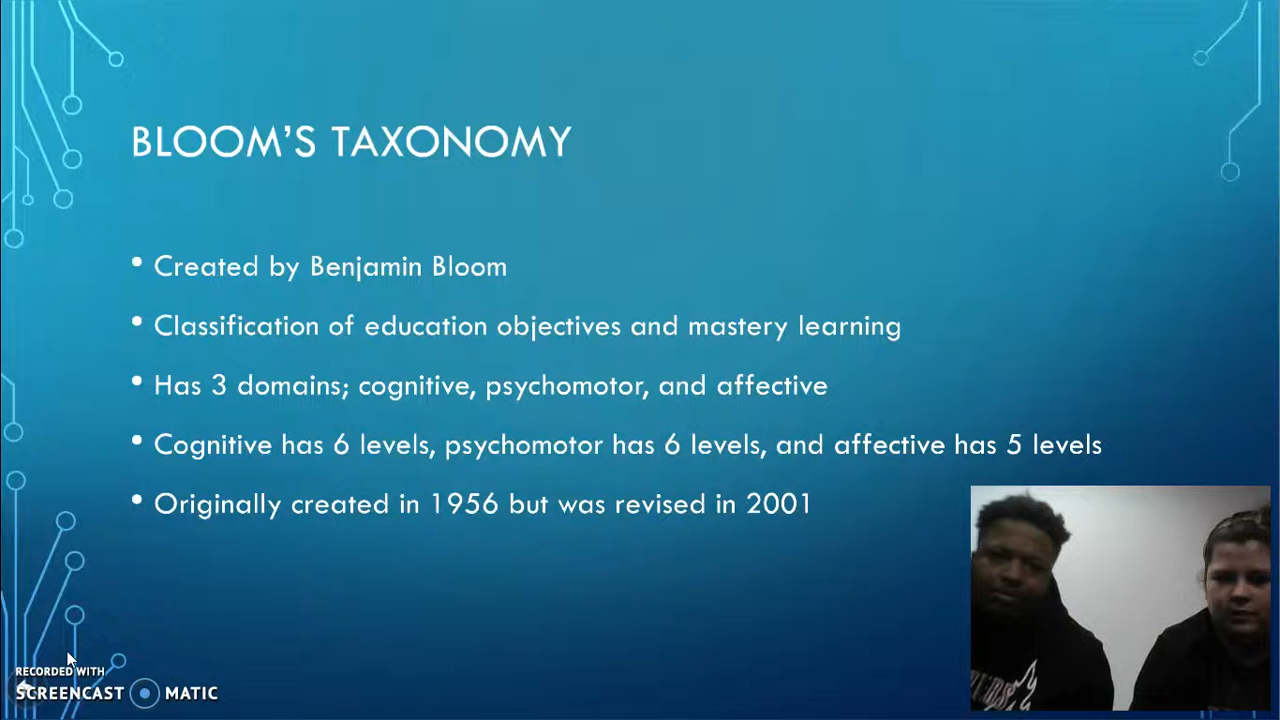 BLOOM'S TAXONOMY
• Created by Benjamin Bloom
• Classification of education objectives and mastery learning
• Has 3 domains; cognitive, psychomotor, and affective
• Cognitive has 6 levels, psychomotor has 6 levels, and affective has 5 levels
• Originally created in 1956 but was revised in 2001
RECORDED WITH
SCREENCAST MATIC